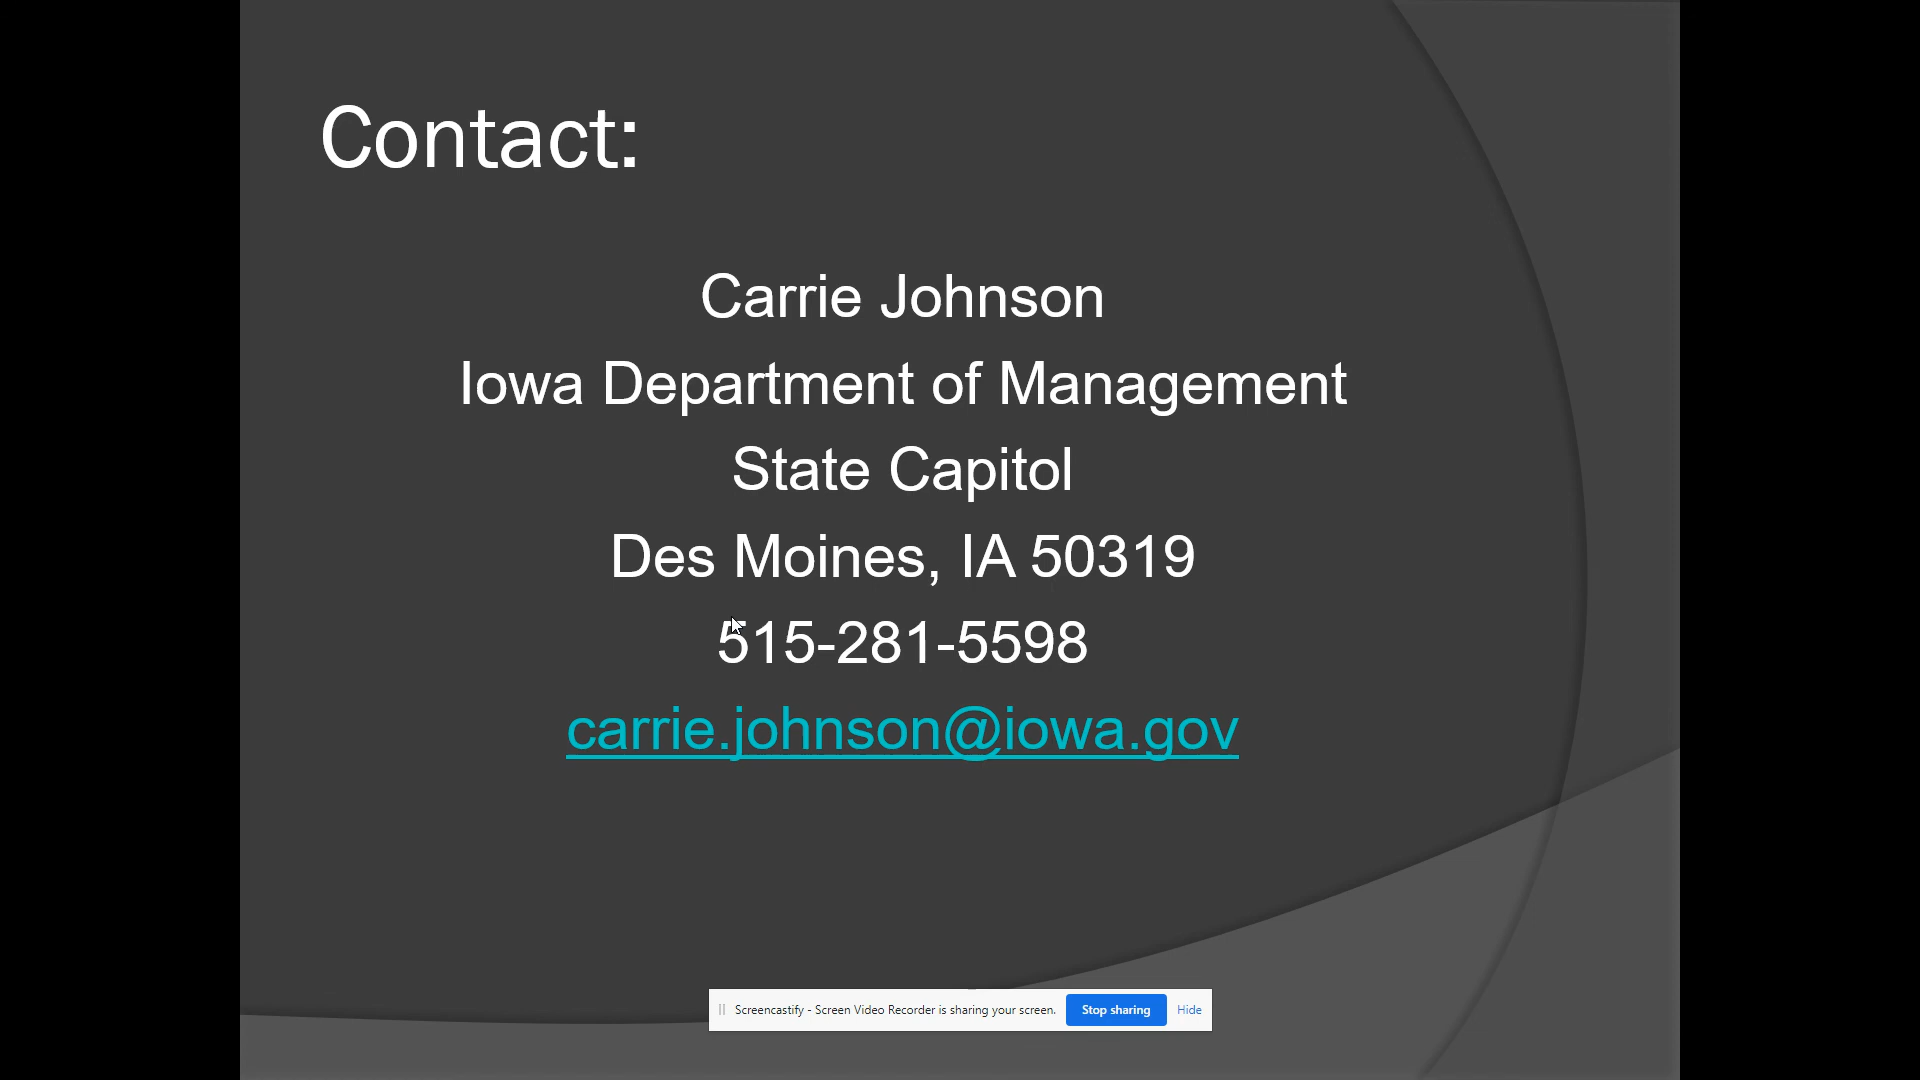 Contact:
Carrie Johnson
Iowa Department of Management
State Capitol
Des Moines, IA 50319
515-281-5598
carrie.johnson@iowa.gov
Screencastify - Screen Video Recorder is sharing your screen. Stop sharing Hide